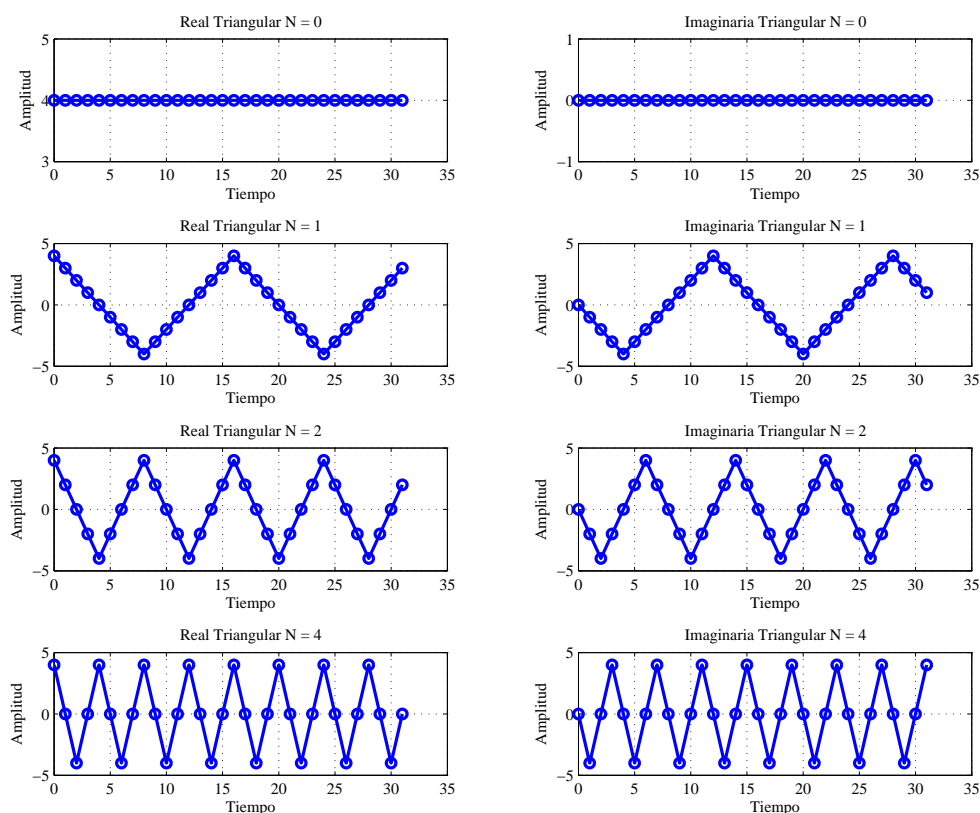 Real Triangular N = 0
5
4
3
Amplitud
0 5 10 15 20 25 30 35
Tiempo
Imaginaria Triangular N = 0
1
0
−1
Amplitud
0 5 10 15 20 25 30 35
Tiempo
Real Triangular N = 1
5
0
−5
Amplitud
0 5 10 15 20 25 30 35
Tiempo
Imaginaria Triangular N = 1
5
0
−5
Amplitud
0 5 10 15 20 25 30 35
Tiempo
Real Triangular N = 2
5
0
−5
Amplitud
0 5 10 15 20 25 30 35
Tiempo
Imaginaria Triangular N = 2
5
0
−5
Amplitud
0 5 10 15 20 25 30 35
Tiempo
Real Triangular N = 4
5
0
−5
Amplitud
0 5 10 15 20 25 30 35
Tiempo
Imaginaria Triangular N = 4
5
0
−5
Amplitud
0 5 10 15 20 25 30 35
Tiempo